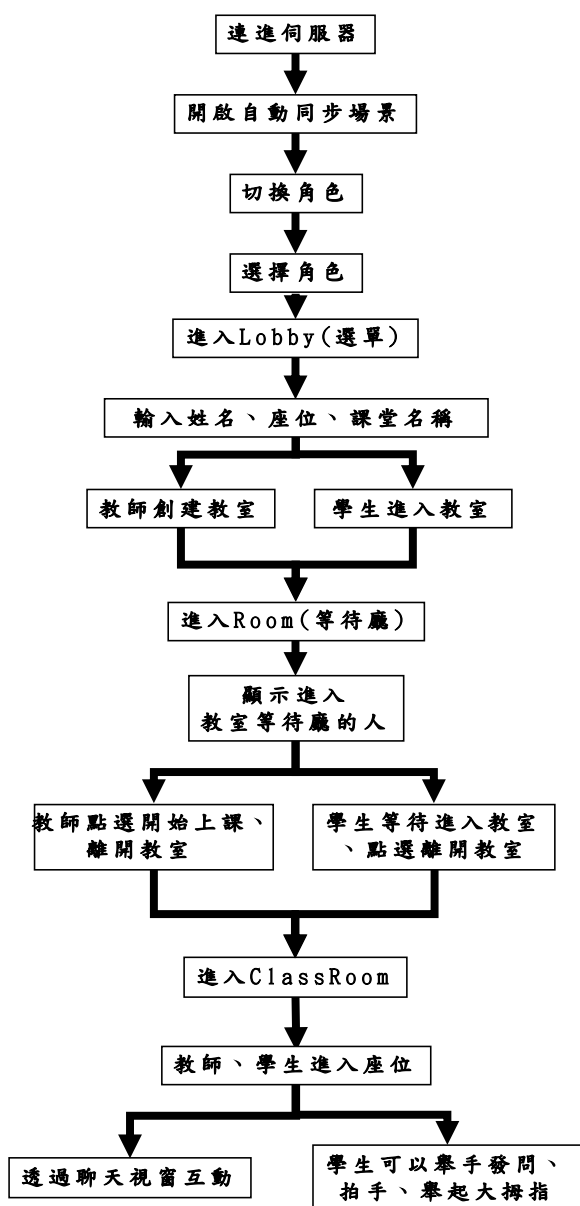 連進伺服器
開啟自動同步場景
切換角色
選擇角色
進入Lobby(選單)
輸入姓名、座位、課堂名稱
教師創建教室
學生進入教室
進入Room(等待廳)
顯示進入
教室等待廳的人
教師點選開始上課、
離開教室
學生等待進入教室
、點選離開教室
進入ClassRoom
教師、學生進入座位
透過聊天視窗互動
學生可以舉手發問、
拍手、舉起大拇指